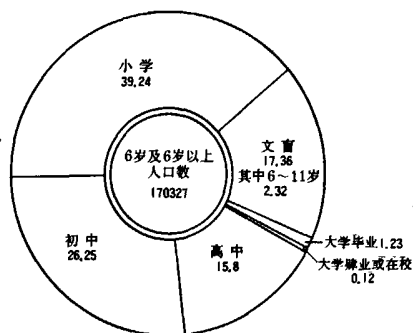 小学
39.24
文盲
17.36
其中6~11岁
2.32
6岁及6岁以上
人口数
170327
大学毕业1.23
大学肄业或在校
0.12
初中
26.25
高中
15.8